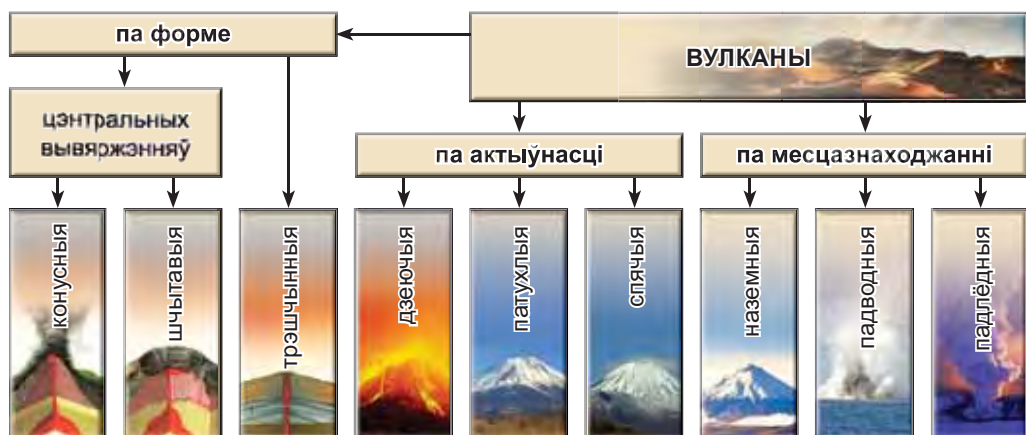 па форме
ВУЛКАНЫ
цэнтральных
вывяржэнняў
па актыўнасці
па месцазнаходжанні
конусныя
шчытавыя
трэшчынныя
дзеючыя
патухлыя
спячыя
наземныя
падводныя
падлёдныя